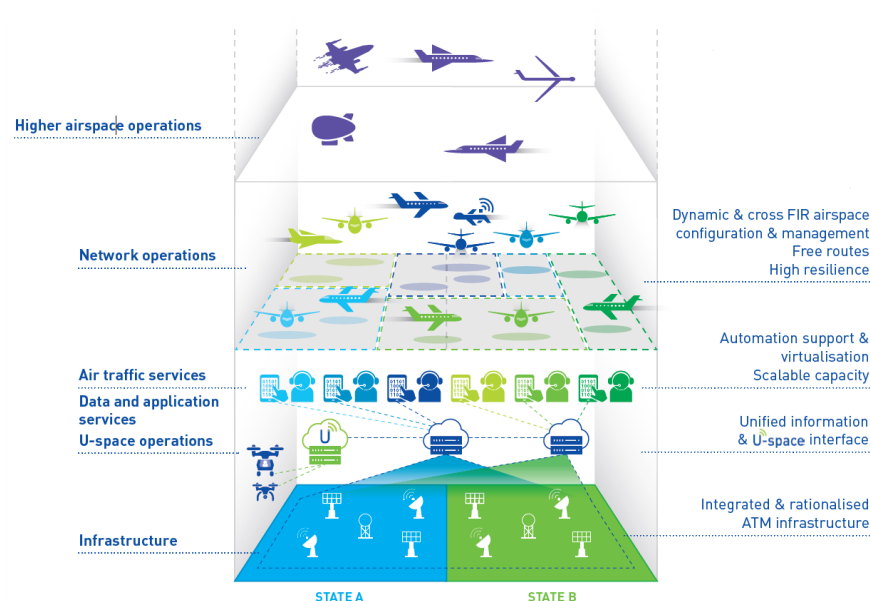 Higher airspace operations
Network operations
Dynamic & cross FIR airspace
configuration & management
Free routes
High resilience
Automation support &
virtualisation
Scalable capacity
Air traffic services
Data and application
services
U-space operations
U
Unified information
& U-space interface
Integrated & rationalised
ATM infrastructure
Infrastructure
STATE A
STATE B